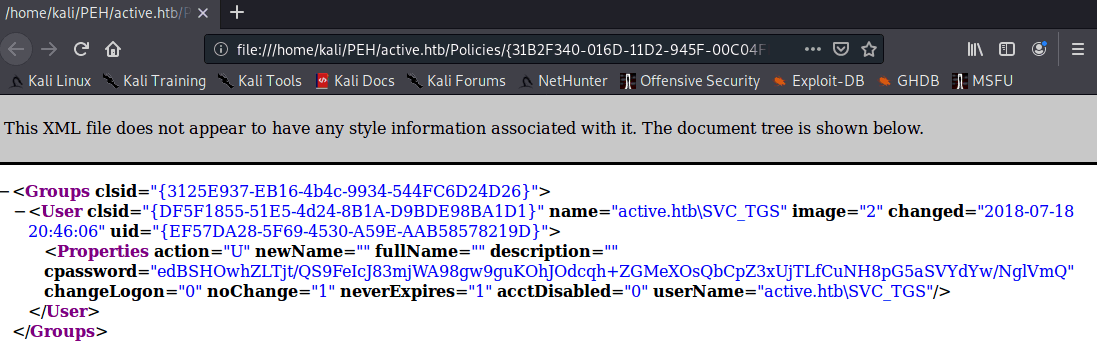 /home/kali/PEH/active.htb/P
file:///home/kali/PEH/active.htb/Policies/{31B2F340-016D-11D2-945F-00C04F
Kali Linux Kali Training Kali Tools Kali Docs Kali Forums NetHunter Offensive Security Exploit-DB GHDB MSFU
This XML file does not appear to have any style information associated with it. The document tree is shown below.
−<Groups clsid="{3125E937-EB16-4b4c-9934-544FC6D24D26}">
−<User clsid="{DF5F1855-51E5-4d24-8B1A-D9BDE98BA1D1}" name="active.htb\SVC_TGS" image="2" changed="2018-07-18
20:46:06" uid="{EF57DA28-5F69-4530-A59E-AAB58578219D}">
<Properties action="U" newName="" fullName="" description=""
cpassword="edBSHOwhZLTjt/QS9FeIcJ83mjWA98gw9guKOhJOdcqh+ZGMeXOsQbCpZ3xUjTLfCuNH8pG5aSVYdYw/NglVmQ"
changeLogon="0" noChange="1" neverExpires="1" acctDisabled="0" userName="active.htb\SVC_TGS"/>
</User>
</Groups>